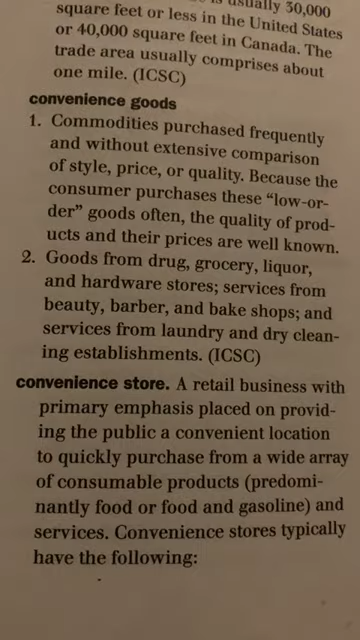 is usually 30,000
square feet or less in the United States
or 40,000 square feet in Canada. The
trade area usually comprises about
one mile. (ICSC)
convenience goods
1. Commodities purchased frequently
and without extensive comparison
of style, price, or quality. Because the
consumer purchases these “low-or-
der” goods often, the quality of prod-
ucts and their prices are well known.
2. Goods from drug, grocery, liquor,
and hardware stores; services from
beauty, barber, and bake shops; and
services from laundry and dry clean-
ing establishments. (ICSC)
convenience store. A retail business with
primary emphasis placed on provid-
ing the public a convenient location
to quickly purchase from a wide array
of consumable products (predomi-
nantly food or food and gasoline) and
services. Convenience stores typically
have the following: